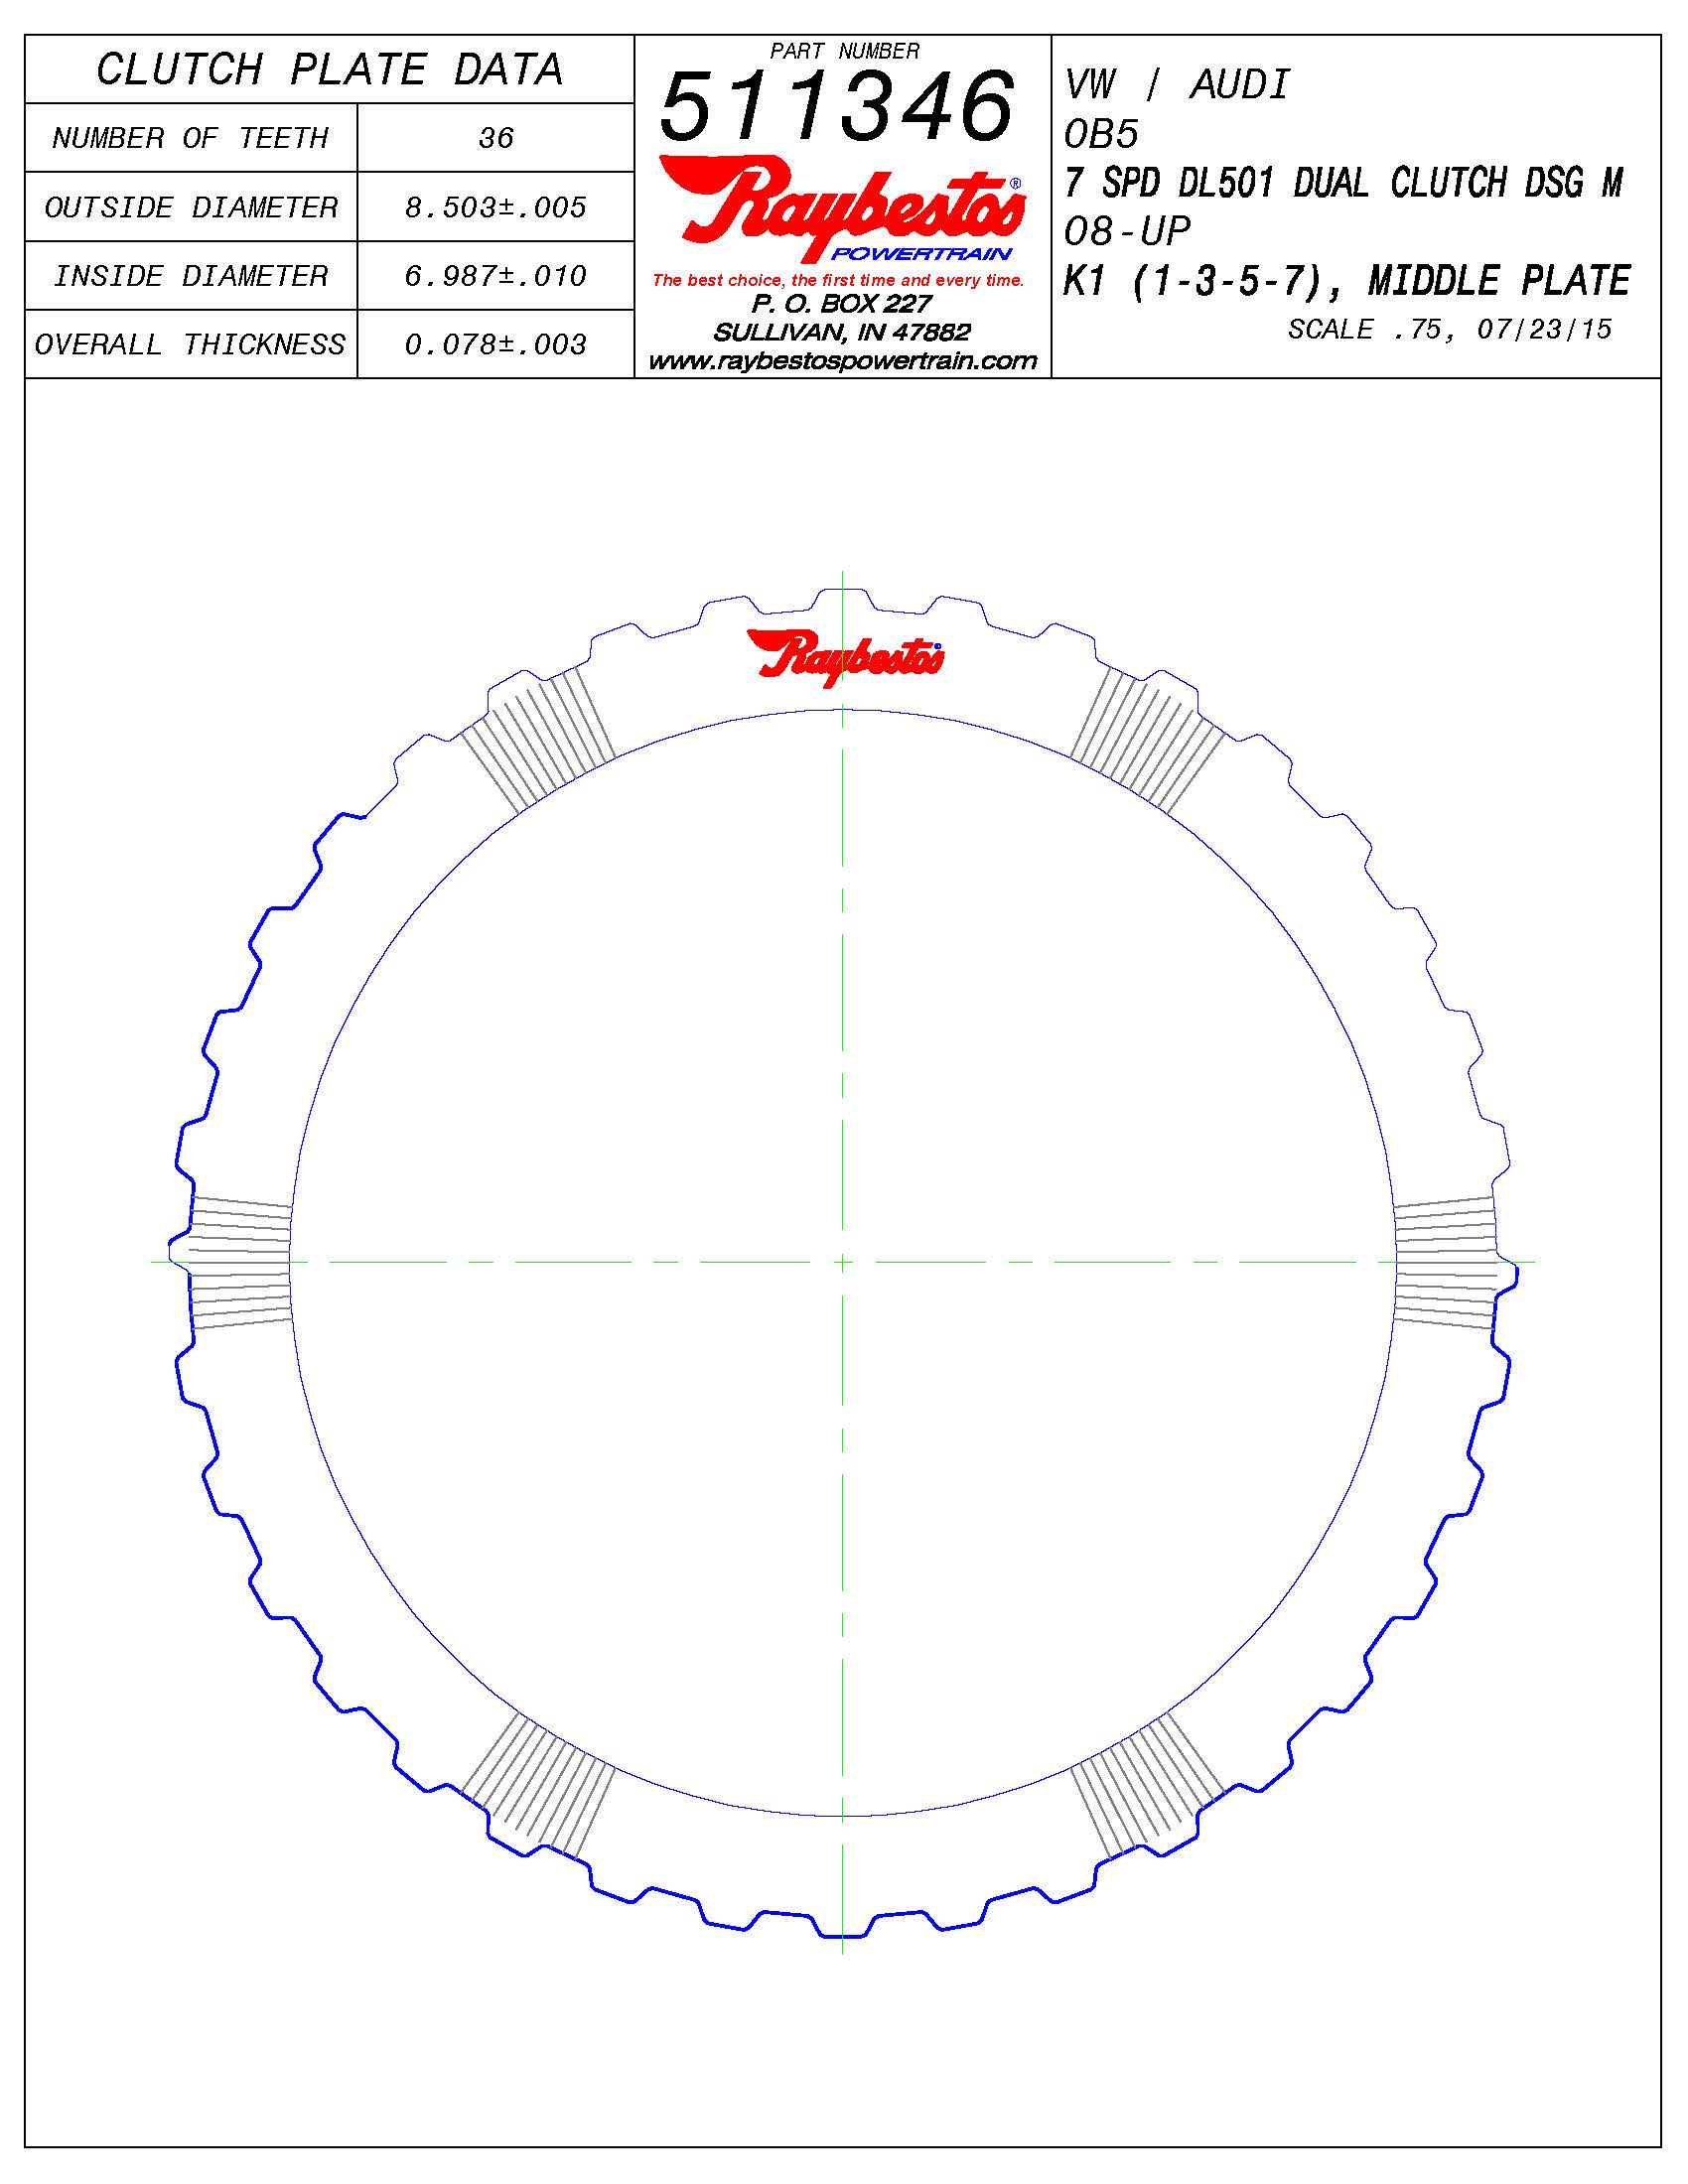 CLUTCH PLATE DATA
NUMBER OF TEETH 36
OUTSIDE DIAMETER 8.503±.005
INSIDE DIAMETER 6.987±.010
OVERALL THICKNESS 0.078±.003
PART NUMBER
511346
Raybestos®
POWERTRAIN
The best choice, the first time and every time.
P. O. BOX 227
SULLIVAN, IN 47882
www.raybestospowertrain.com
VW / AUDI
0B5
7 SPD DL501 DUAL CLUTCH DSG M
08-UP
K1 (1-3-5-7), MIDDLE PLATE
SCALE .75, 07/23/15
Raybestos